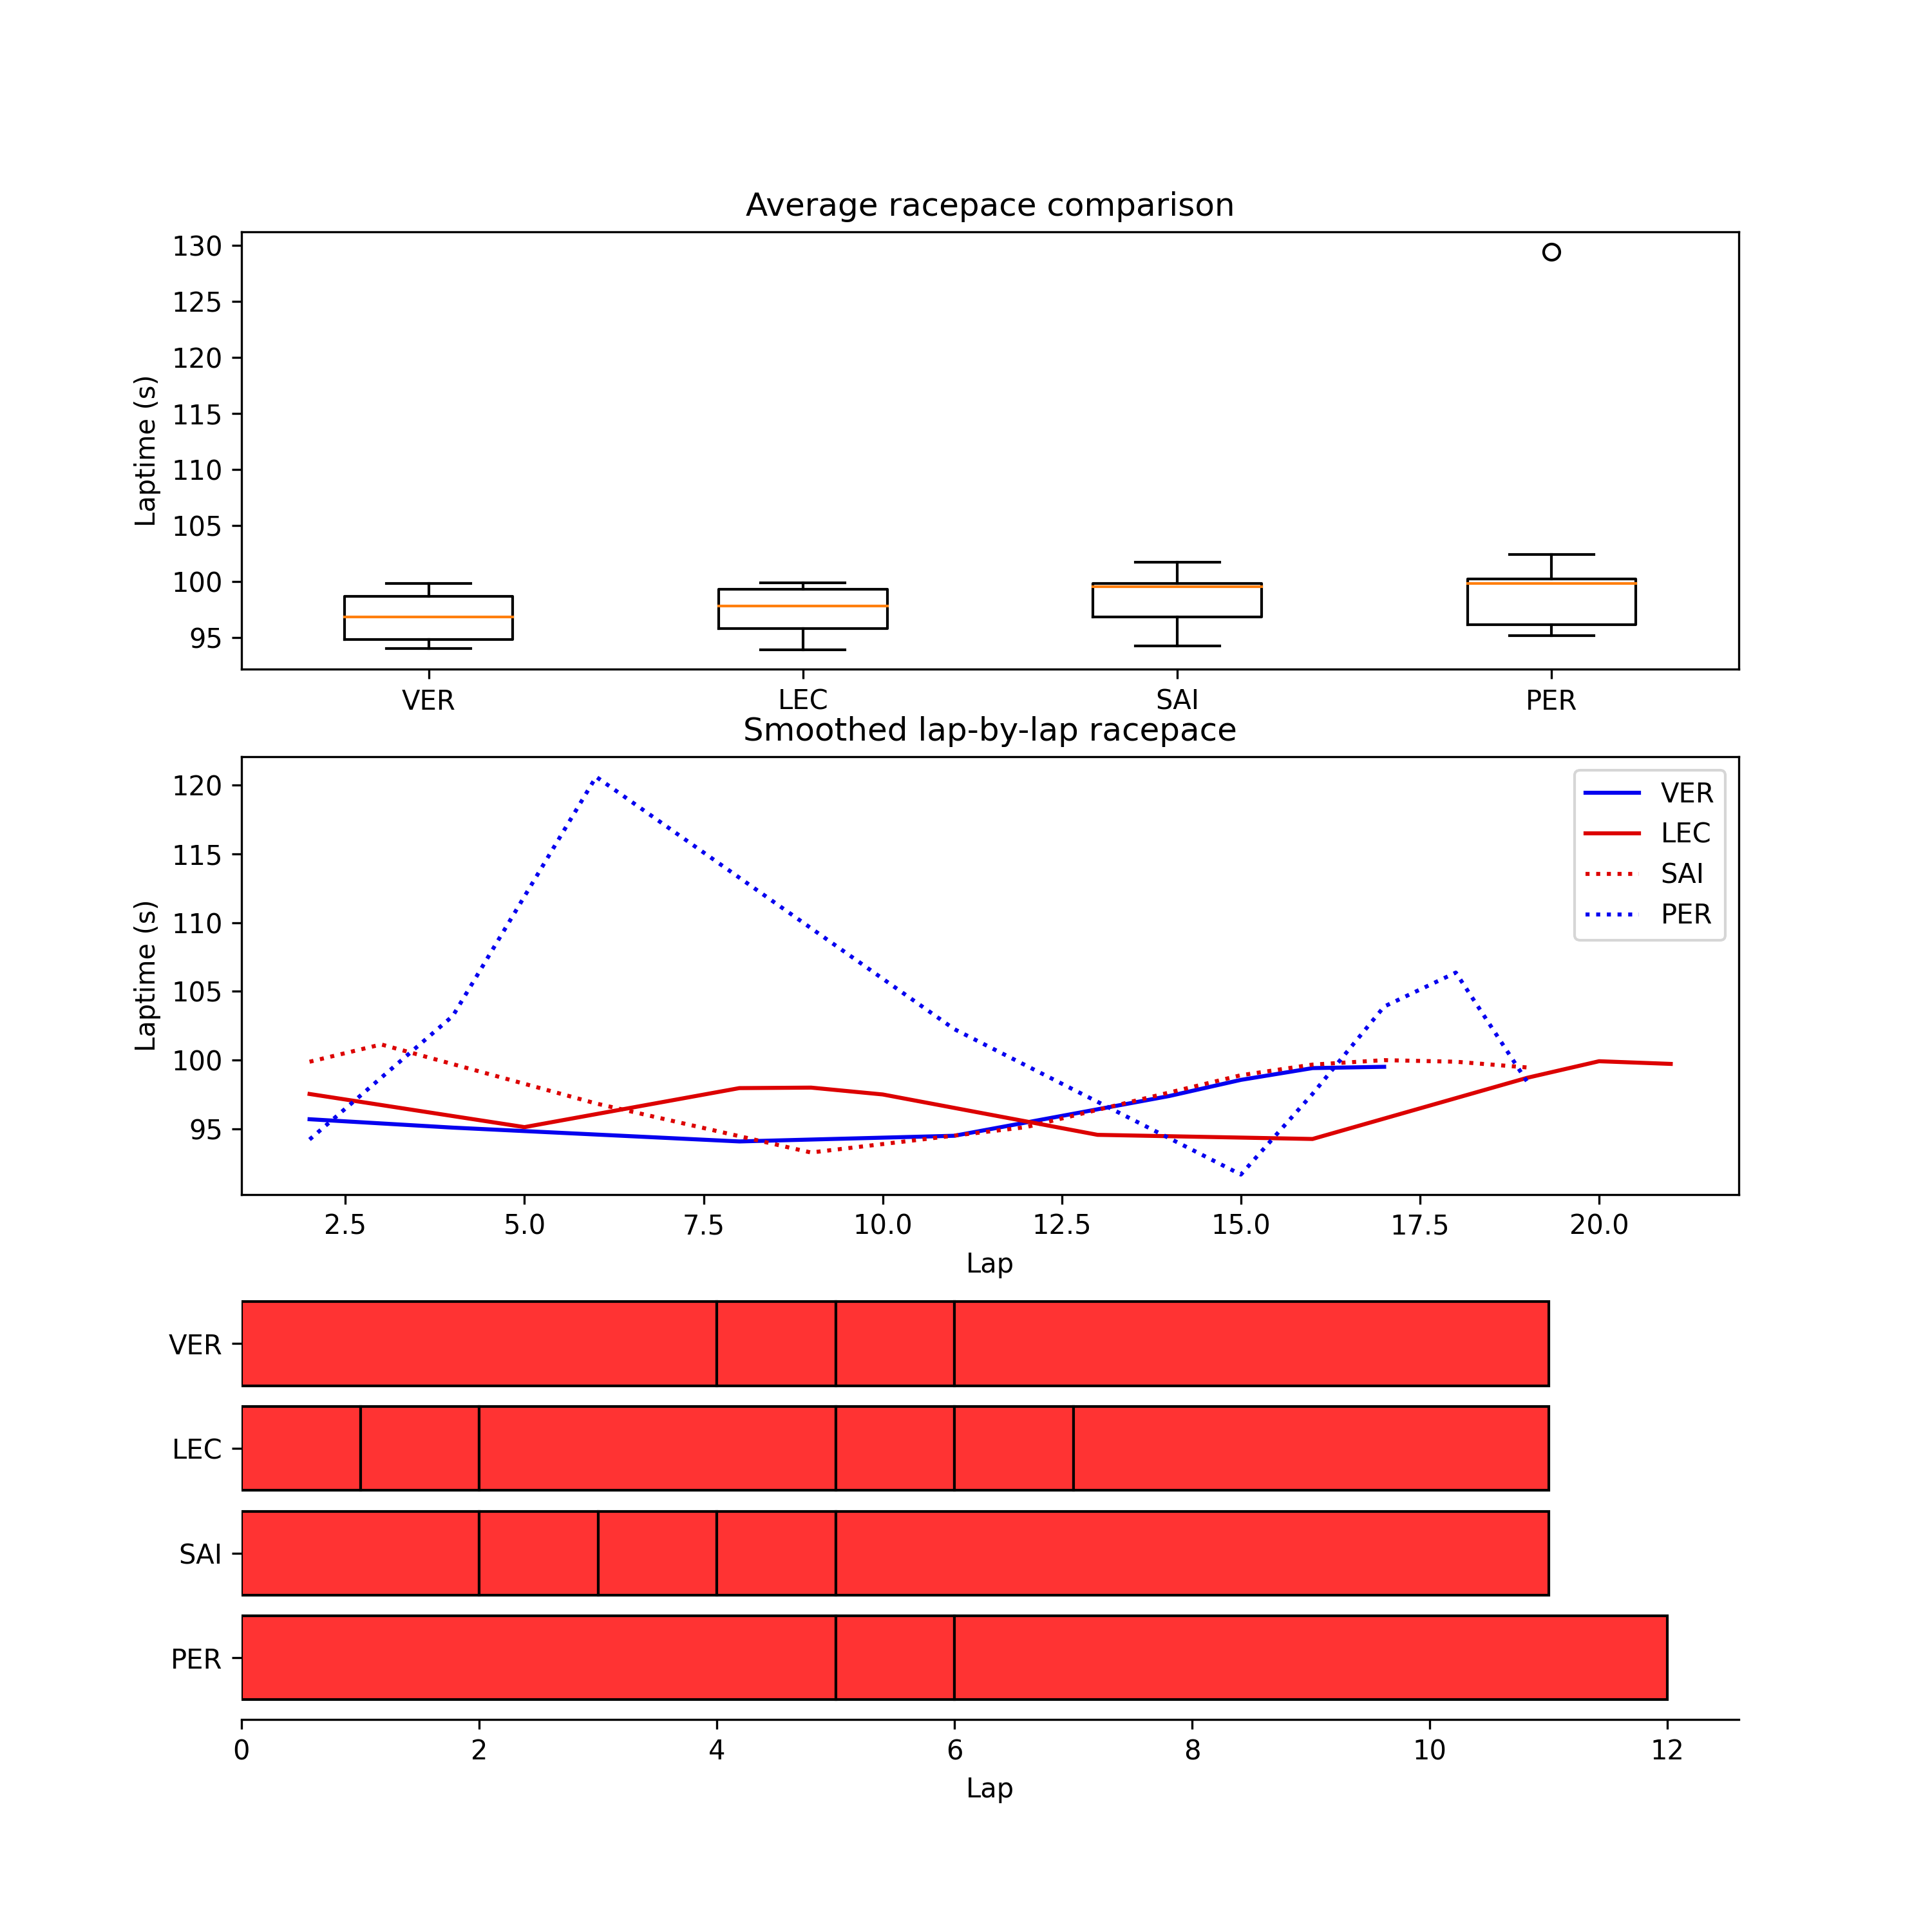 Average racepace comparison
130
125
120
115
110
105
100
95
Laptime (s)
VER LEC SAI PER
Smoothed lap-by-lap racepace
120
115
110
105
100
95
Laptime (s)
VER
LEC
SAI
PER
2.5 5.0 7.5 10.0 12.5 15.0 17.5 20.0
Lap
VER
LEC
SAI
PER
0 2 4 6 8 10 12
Lap